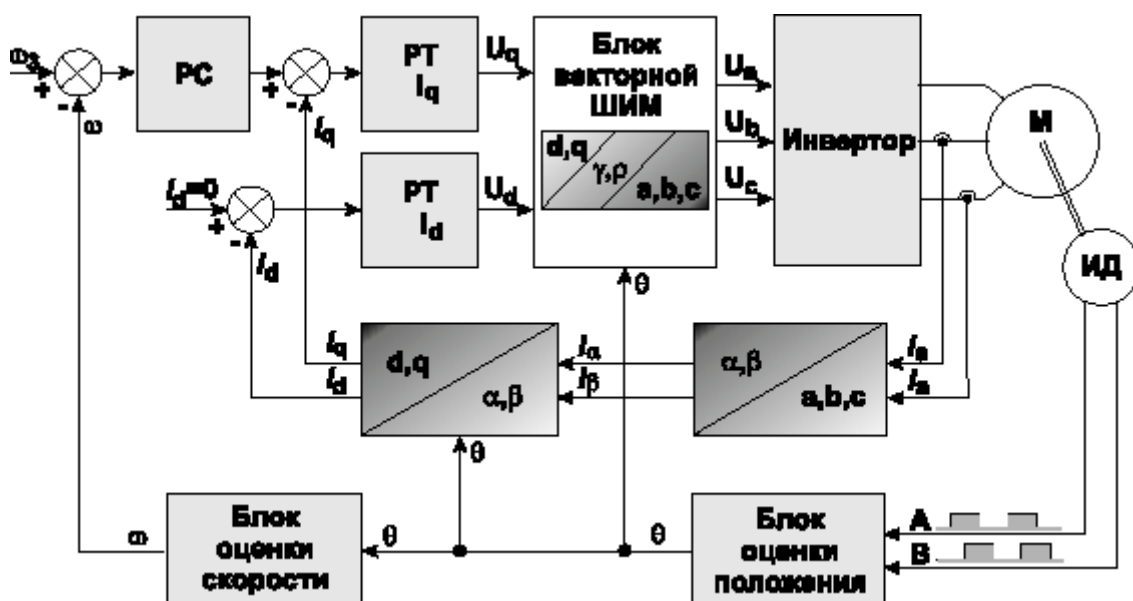 ωз
+
-
ω
РС
+
-
iq
РТ
Iq
Uq
Блок
векторной
ШИМ
d,q
γ,ρ
a,b,c
Ua
Ub
Uc
Инвертор
М
ИД
id=0
+
-
id
РТ
Id
Ud
θ
iq
id
d,q
α,β
iα
iβ
α,β
a,b,c
ia
ia
θ
ω
Блок
оценки
скорости
θ
θ
Блок
оценки
положения
A
B